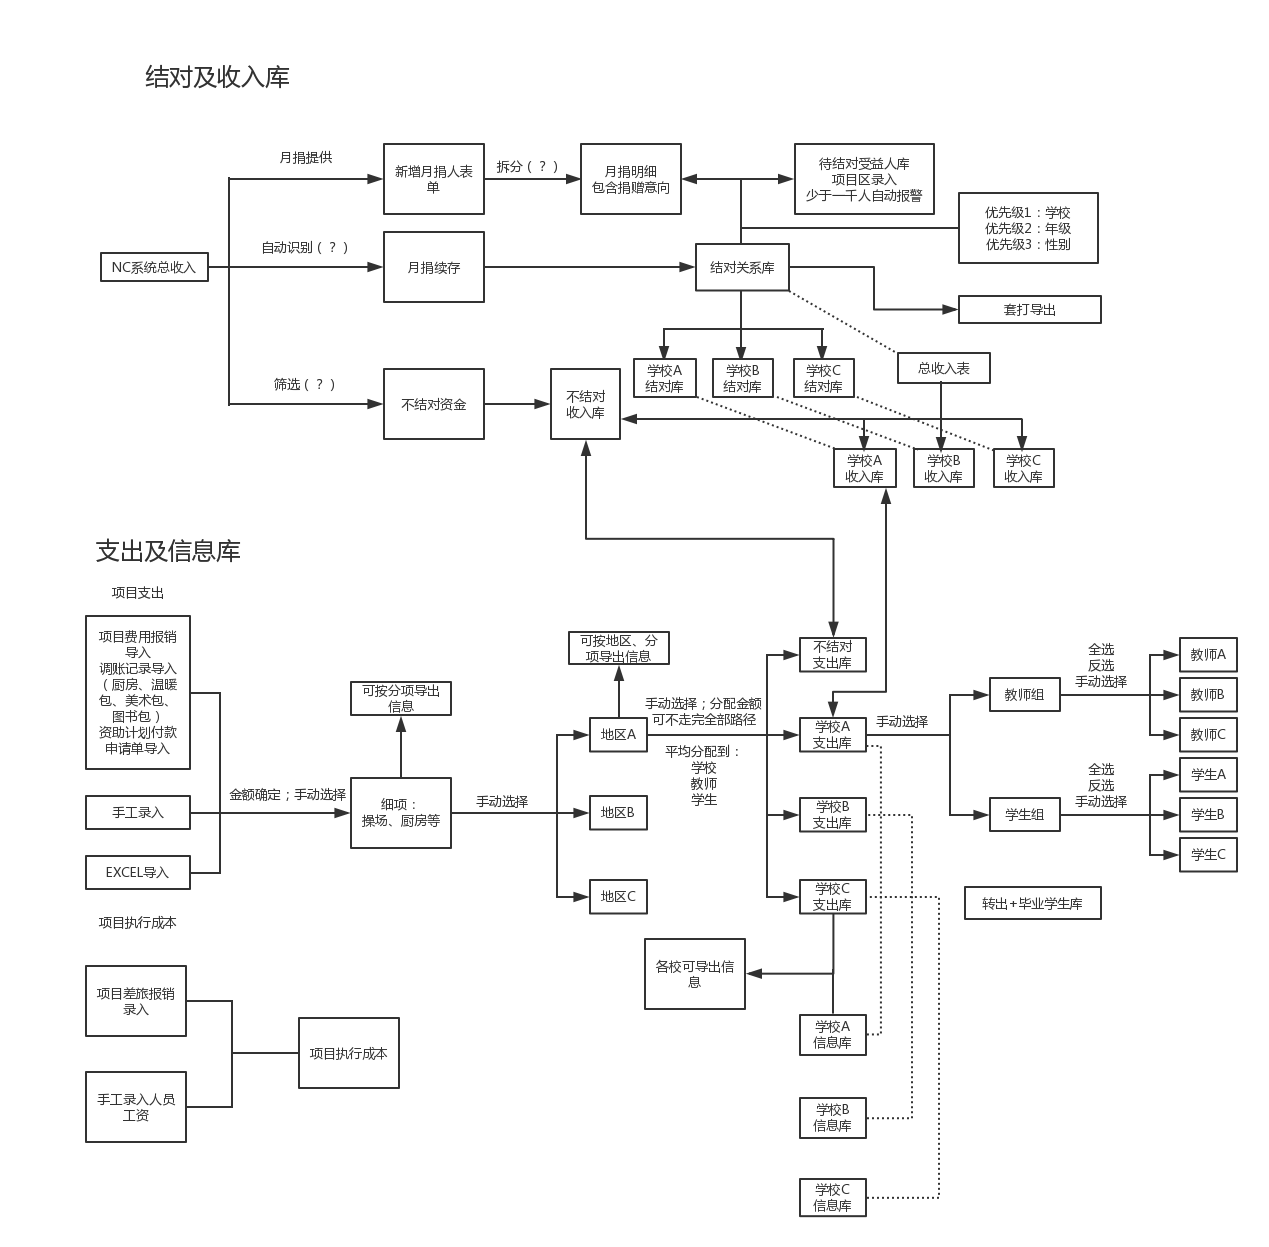 结对及收入库
月捐提供
新增月捐人表
单
拆分（？）
月捐明细
包含捐赠意向
待结对受益人库
项目区录入
少于一千人自动报警
优先级1：学校
优先级2：年级
优先级3：性别
NC系统总收入
自动识别（？）
月捐续存
结对关系库
套打导出
筛选（？）
不结对资金
不结对
收入库
学校A
结对库
学校B
结对库
学校C
结对库
总收入表
学校A
收入库
学校B
收入库
学校C
收入库
支出及信息库
项目支出
项目费用报销
导入
调账记录导入
（厨房、温暖
包、美术包、
图书包）
资助计划付款
申请单导入
手工录入
EXCEL导入
金额确定；手动选择
可按分项导出
信息
细项：
操场、厨房等
手动选择
可按地区、分
项导出信息
地区A
地区B
地区C
手动选择；分配金额
可不走完全部路径
平均分配到：
学校
教师
学生
不结对
支出库
学校A
支出库
学校B
支出库
学校C
支出库
手动选择
教师组
全选
反选
手动选择
教师A
教师B
教师C
学生组
全选
反选
手动选择
学生A
学生B
学生C
转出+毕业学生库
各校可导出信
息
学校A
信息库
学校B
信息库
学校C
信息库
项目执行成本
项目差旅报销
录入
手工录入人员
工资
项目执行成本